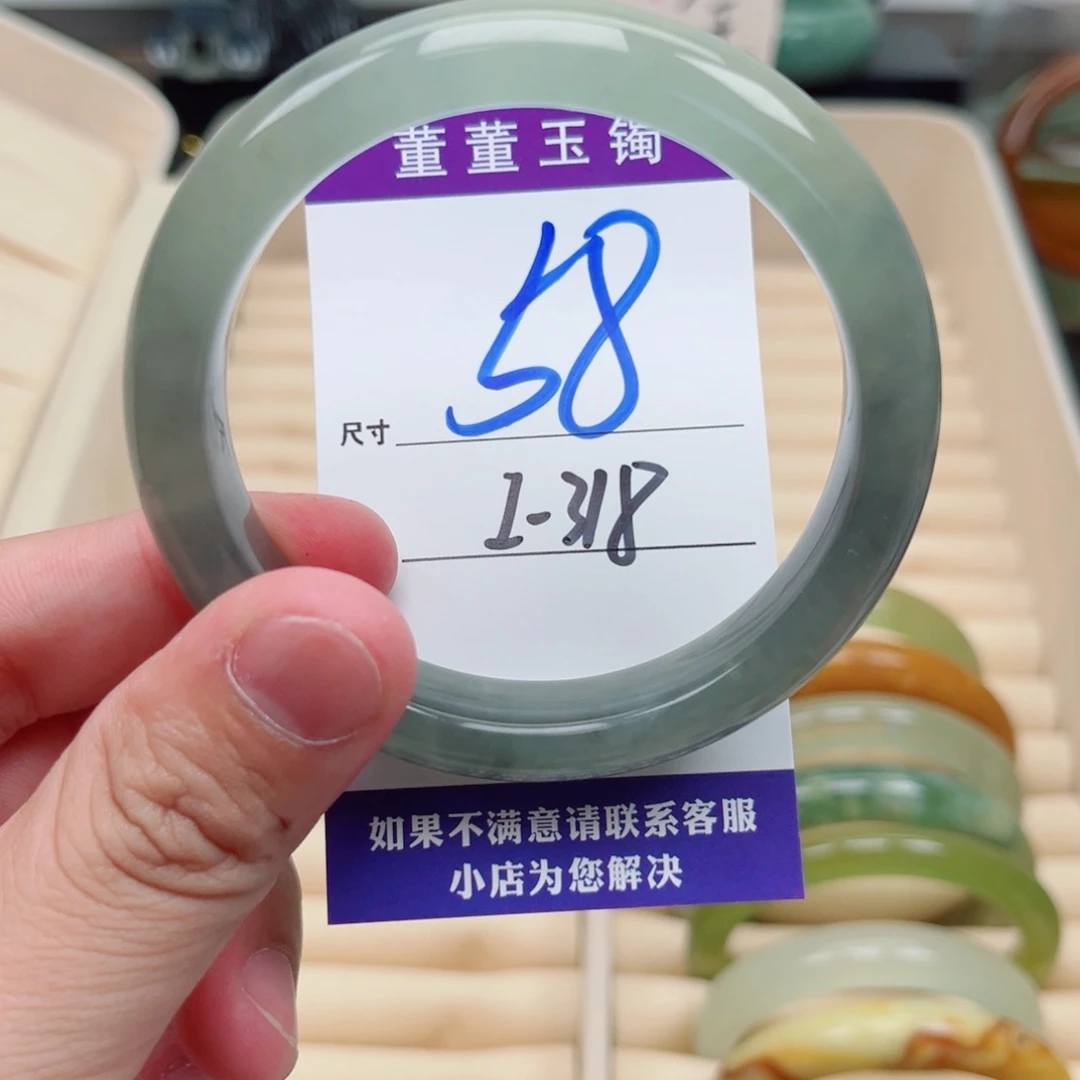 董董玉镯
58
尺寸
I-318
如果不满意请联系客服
小店为您解决